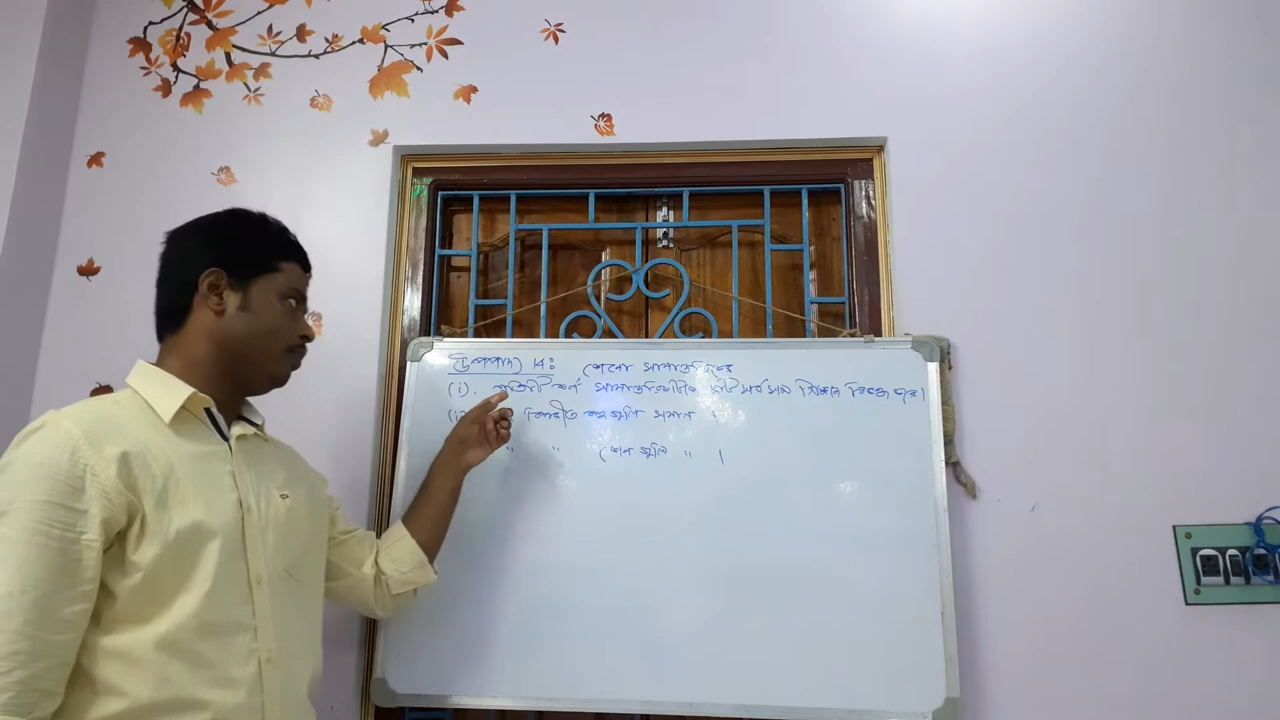 উপপাদ্য 14: কোনো সামান্তরিকের
(i). প্রতিটি কর্ণ সামান্তরিকটিকে দুটি সর্বসম ত্রিভুজে বিভক্ত করে।
বিপরীত বাহুগুলি সমান ।
" " কোণগুলি " ।